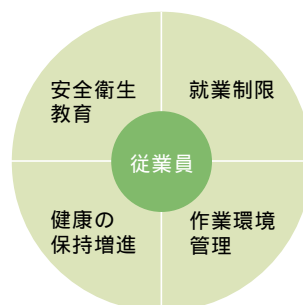 安全衛生
教育
就業制限
従業員
健康の
保持増進
作業環境
管理